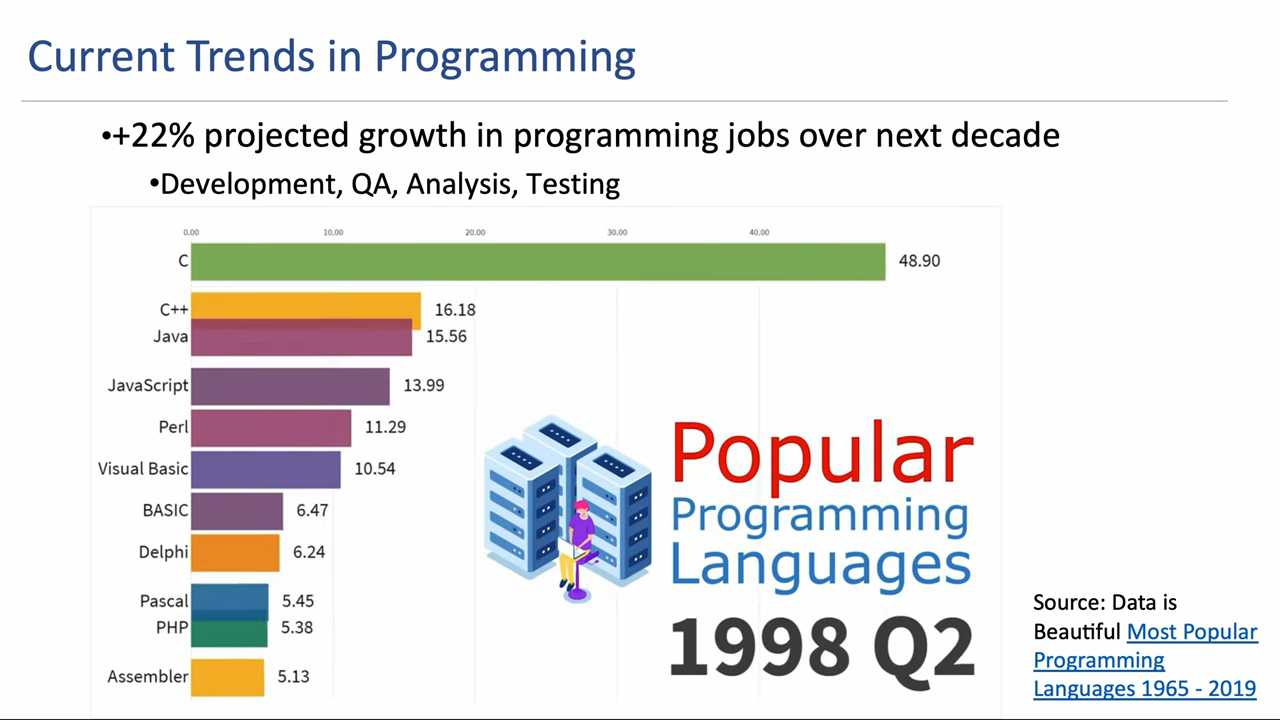 Current Trends in Programming
•+22% projected growth in programming jobs over next decade
•Development, QA, Analysis, Testing
0.00 10.00 20.00 30.00 40.00
C 48.90
C++ 16.18
Java 15.56
JavaScript 13.99
Perl 11.29
Visual Basic 10.54
BASIC 6.47
Delphi 6.24
Pascal 5.45
PHP 5.38
Assembler 5.13
Popular
Programming
Languages
1998 Q2
Source: Data is
Beautiful Most Popular
Programming
Languages 1965 - 2019